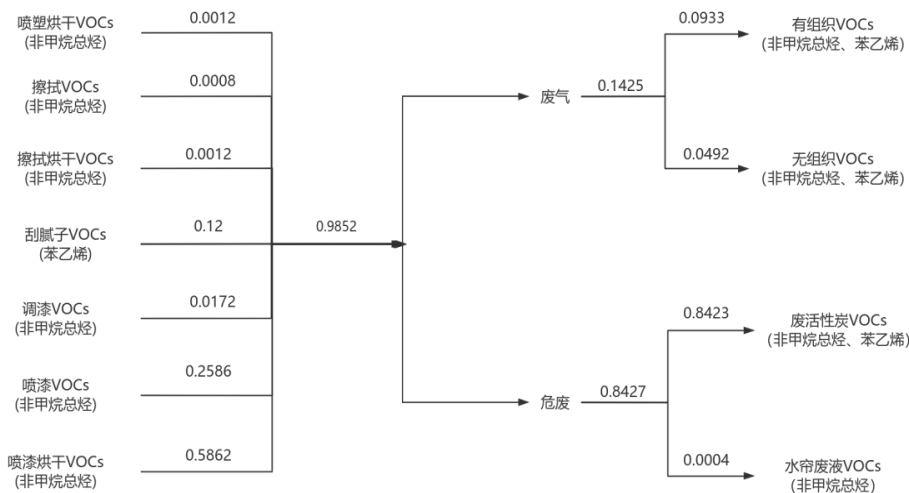 喷塑烘干VOCs
(非甲烷总烃)
0.0012
擦拭VOCs
(非甲烷总烃)
0.0008
擦拭烘干VOCs
(非甲烷总烃)
0.0012
刮腻子VOCs
(苯乙烯)
0.12
调漆VOCs
(非甲烷总烃)
0.0172
喷漆VOCs
(非甲烷总烃)
0.2586
喷漆烘干VOCs
(非甲烷总烃)
0.5862
0.9852
废气
0.1425
0.0933
有组织VOCs
(非甲烷总烃、苯乙烯)
0.0492
无组织VOCs
(非甲烷总烃、苯乙烯)
危废
0.8427
0.8423
废活性炭VOCs
(非甲烷总烃、苯乙烯)
0.0004
水帘废液VOCs
(非甲烷总烃)